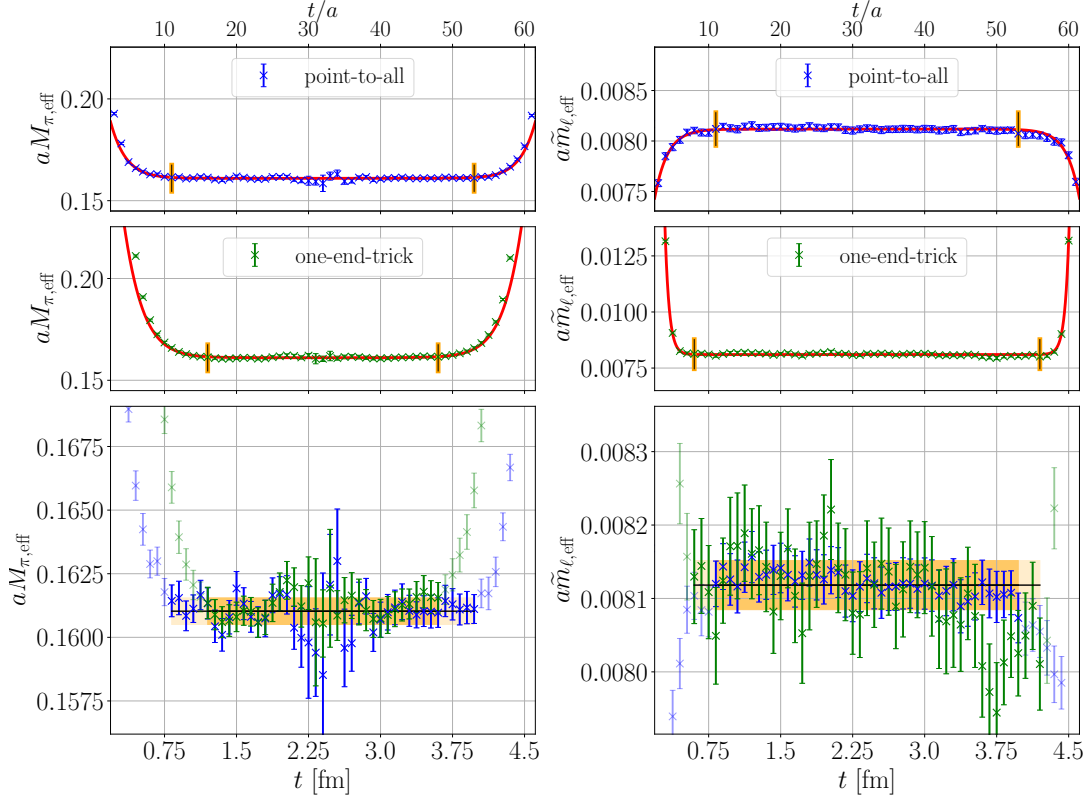 t/a
10 20 30 33 40 50 60
point-to-all
aM_{π,eff}
0.20
0.15
one-end-trick
aM_{π,eff}
0.20
0.15
aM_{π,eff}
0.1675
0.1650
0.1625
0.1600
0.1575
0.75 1.5 2.25 3.0 3.75 4.5
t [fm]
t/a
10 20 30 33 40 50 60
point-to-all
am̃_{ℓ,eff}
0.0085
0.0080
0.0075
one-end-trick
am̃_{ℓ,eff}
0.0125
0.0100
0.0075
am̃_{ℓ,eff}
0.0083
0.0082
0.0081
0.0080
0.75 1.5 2.25 3.0 3.75 4.5
t [fm]